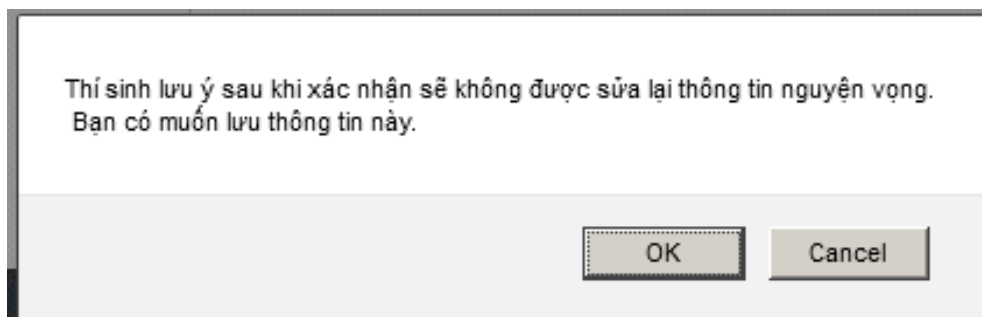 Thí sinh lưu ý sau khi xác nhận sẽ không được sửa lại thông tin nguyện vọng.
Bạn có muốn lưu thông tin này.
OK Cancel